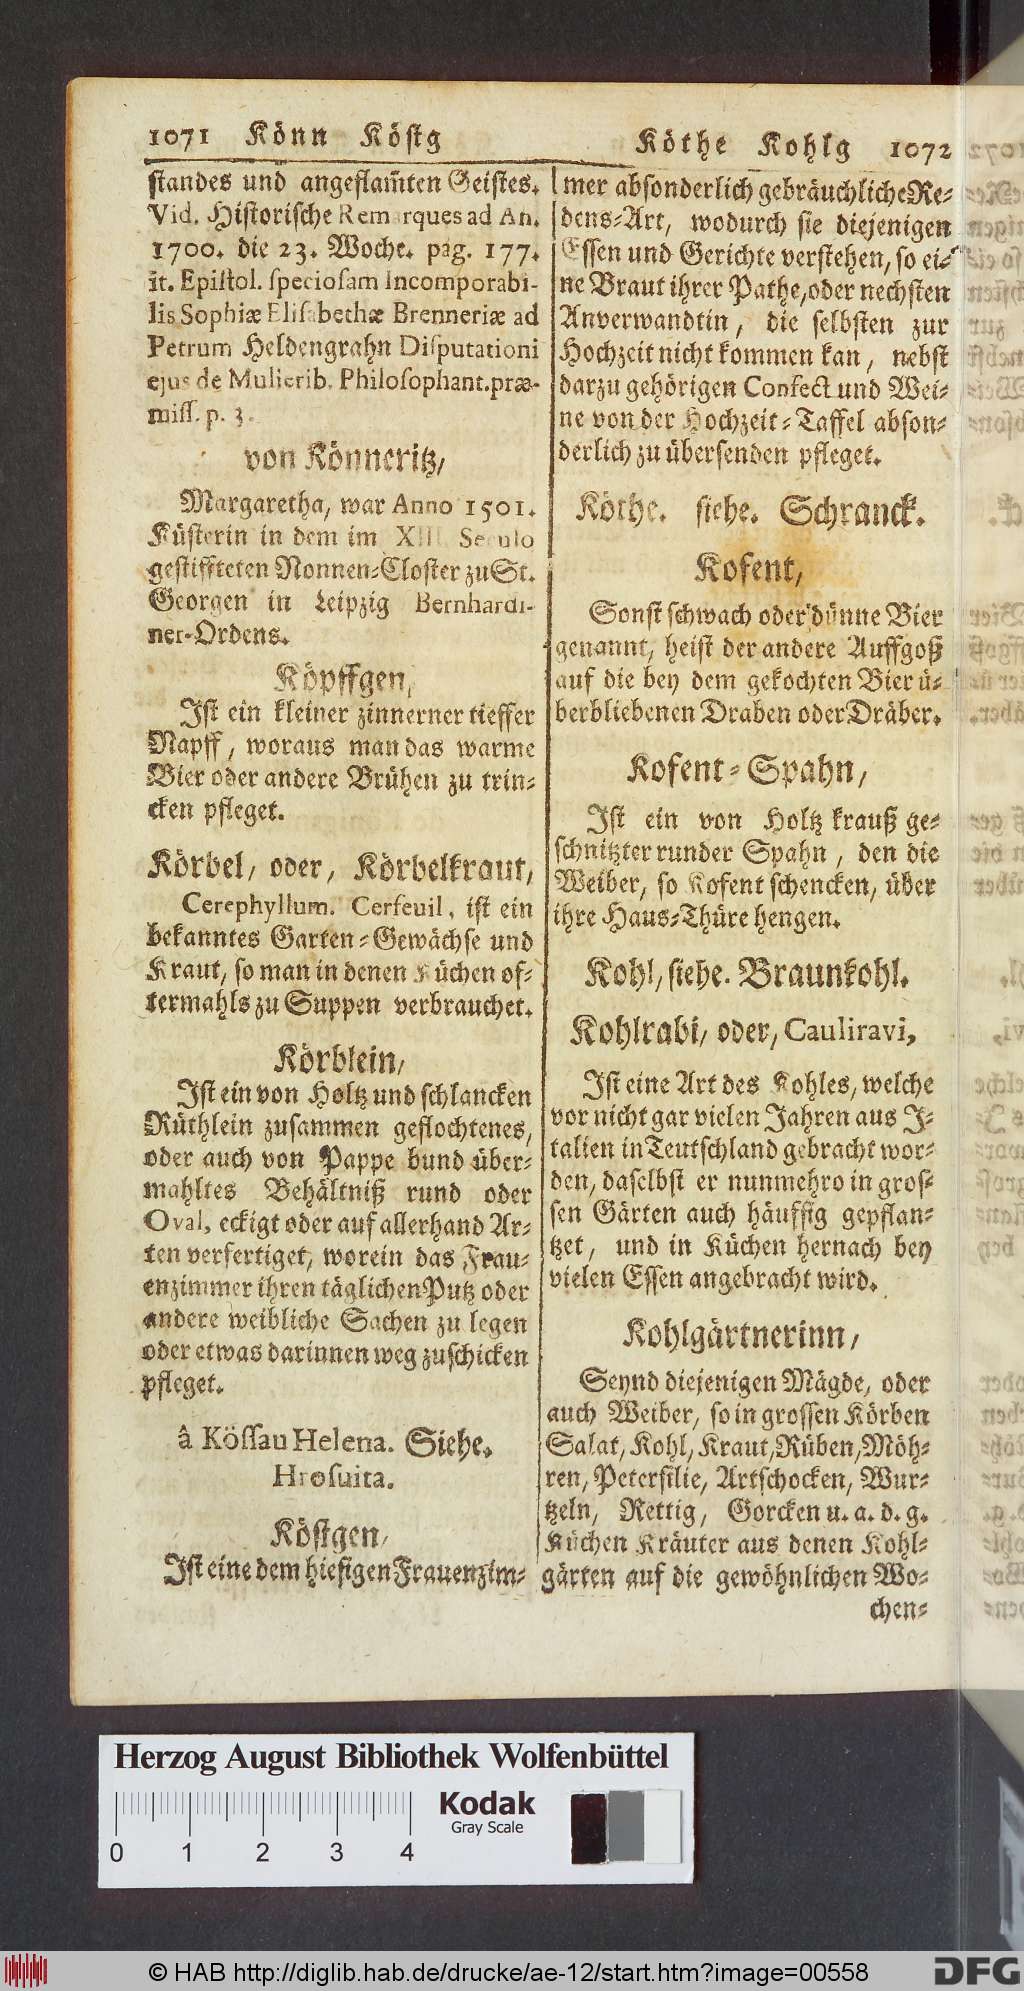 1071 Könn Köstg
standes und angeflam̃ten Geistes.
Vid. Historische Remarques ad An.
1700. die 23. Woche. pag. 177.
it. Epistol. speciosam incomporabi-
lis Sophiæ Elisabethæ Brenneriæ ad
Petrum Heldengrahn Disputationi
ejus de Mulierib. Philosophant. præ-
miss. p. 3.
von Könneritz,
Margaretha, war Anno 1501.
Küsterin in dem im XIII. Seculo
gestiffteten Nonnen-Closter zu St.
Georgen in Leipzig Bernhardi-
ner-Ordens.
Köpffgen,
Ist ein kleiner zinnerner tieffer
Napff, woraus man das warme
Bier oder andere Brühen zu trin-
cken pfleget.
Körbel, oder, Körbelkraut,
Cerephyllum. Cerfeuil, ist ein
bekanntes Garten-Gewächse und
Kraut, so man in denen Küchen of-
termahls zu Suppen verbrauchet.
Körblein,
Ist ein von Holtz und schlancken
Rüthlein zusammen geflochtenes,
oder auch von Pappe bund über-
mahltes Behältniß rund oder
Oval, eckigt oder auf allerhand Ar-
ten verfertiget, worein das Frau-
enzimmer ihren täglichen Putz oder
andere weibliche Sachen zu legen
oder etwas darinnen weg zuschicken
pfleget.
â Kössau Helena. Siehe.
Hrosuita.
Köstgen,
Ist eine dem hiesigen Frauenzim-
Köthe Kohlg 1072
mer absonderlich gebräuchliche Re-
dens-Art, wodurch sie diejenigen
Essen und Gerichte verstehen, so ei-
ne Braut ihrer Pathe, oder nechsten
Anverwandtin, die selbsten zur
Hochzeit nicht kommen kan, nebst
darzu gehörigen Confect und Wei-
ne von der Hochzeit-Taffel abson-
derlich zu übersenden pfleget.
Köthe. siehe. Schranck.
Kofent,
Sonst schwach oder dünne Bier
genannt, heist der andere Auffgoß
auf die bey dem gekochten Bier ü-
berbliebenen Draben oder Dräber.
Kofent-Spahn,
Ist ein von Holtz krauß ge-
schnitzter runder Spahn, den die
Weiber, so Kofent schencken, über
ihre Haus-Thüre hengen.
Kohl, siehe. Braunkohl.
Kohlrabi, oder, Cauliravi,
Ist eine Art des Kohles, welche
vor nicht gar vielen Jahren aus I-
talien in Teutschland gebracht wor-
den, daselbst er nunmehro in gros-
sen Gärten auch häuffig gepflan-
tzet, und in Küchen hernach bey
vielen Essen angebracht wird.
Kohlgärtnerinn,
Seynd diejenigen Mägde, oder
auch Weiber, so in grossen Körben
Salat, Kohl, Kraut, Rüben, Möh-
ren, Petersilie, Artschocken, Wur-
tzeln, Rettig, Gorcken u. a. d. g.
Küchen Kräuter aus denen Kohl-
gärten auf die gewöhnlichen Wo-
chen-
Herzog August Bibliothek Wolfenbüttel
Kodak
Gray Scale
0 1 2 3 4
© HAB http://diglib.hab.de/drucke/ae-12/start.htm?image=00558
DFG